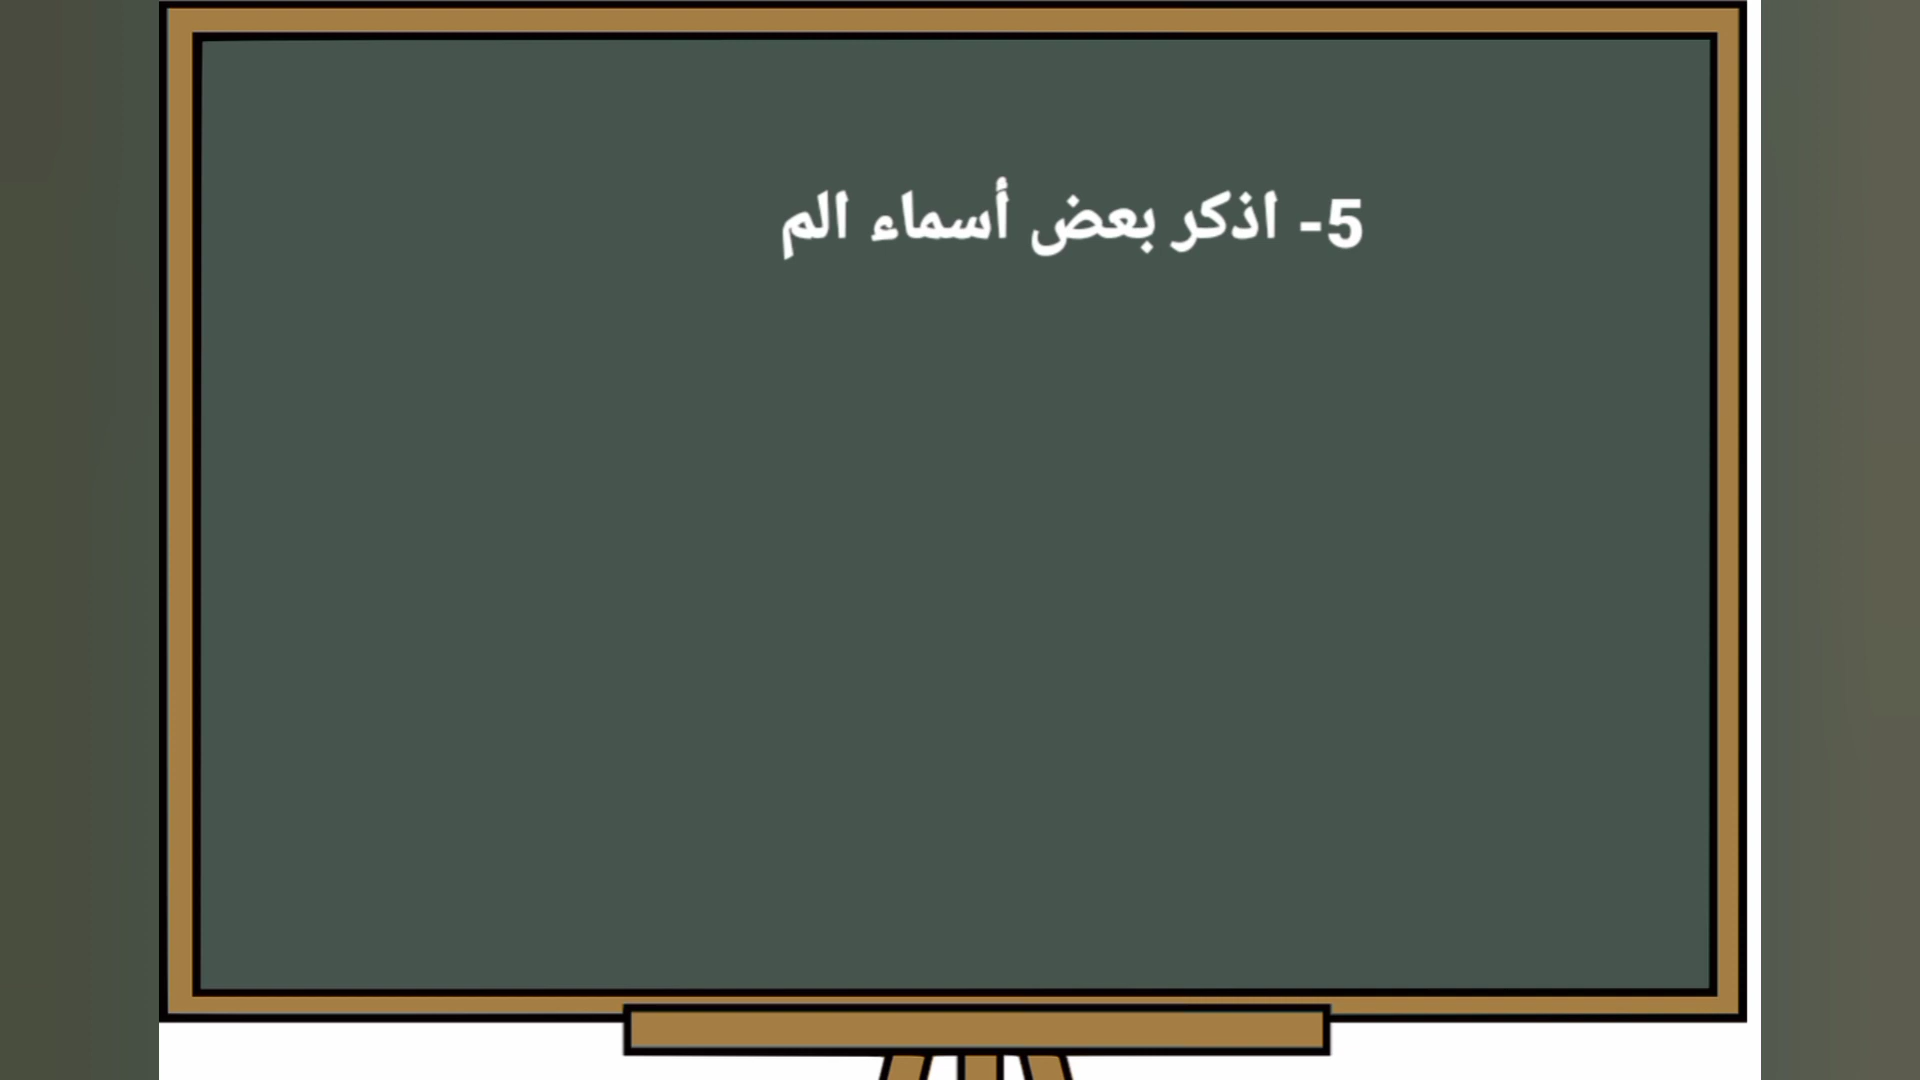 5- اذكر بعض أسماء الم